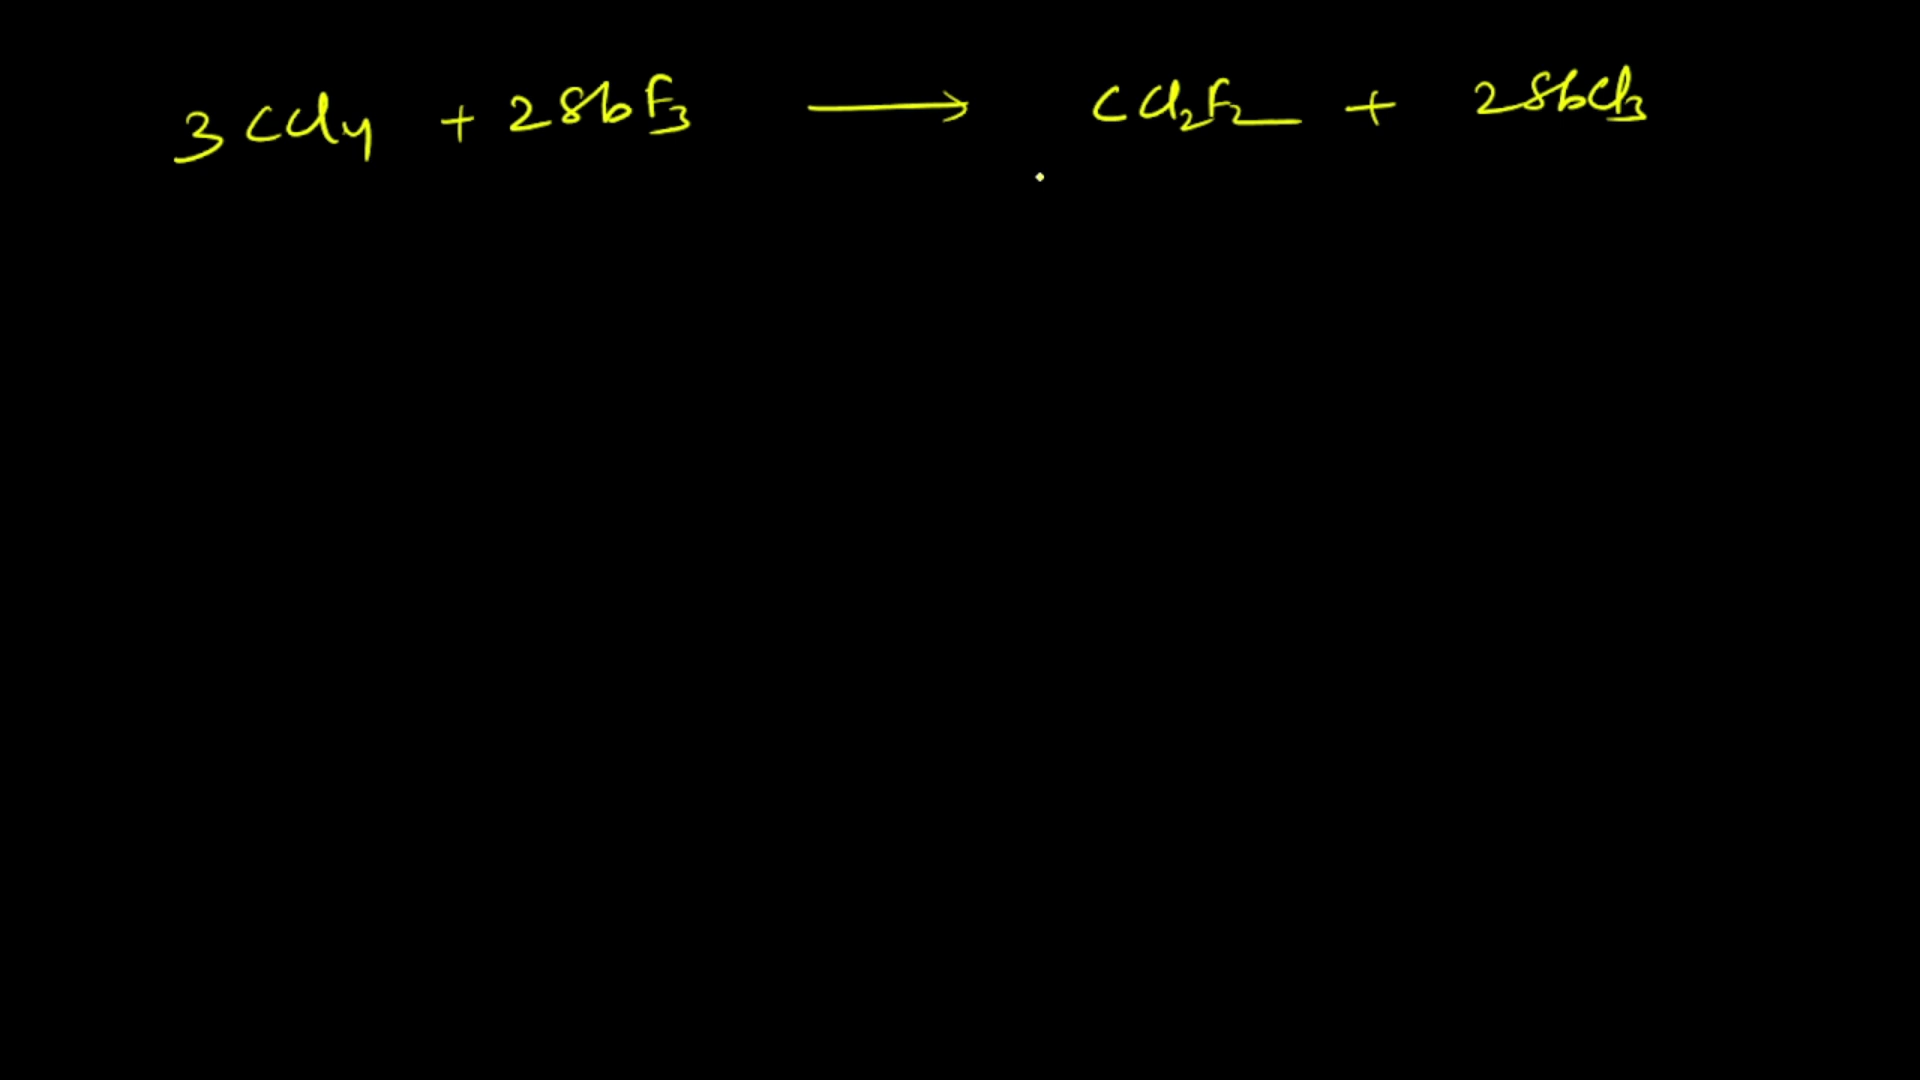 3 CCl₄ + 2 SbF₃ ⟶ CCl₂F₂ + 2 SbCl₃